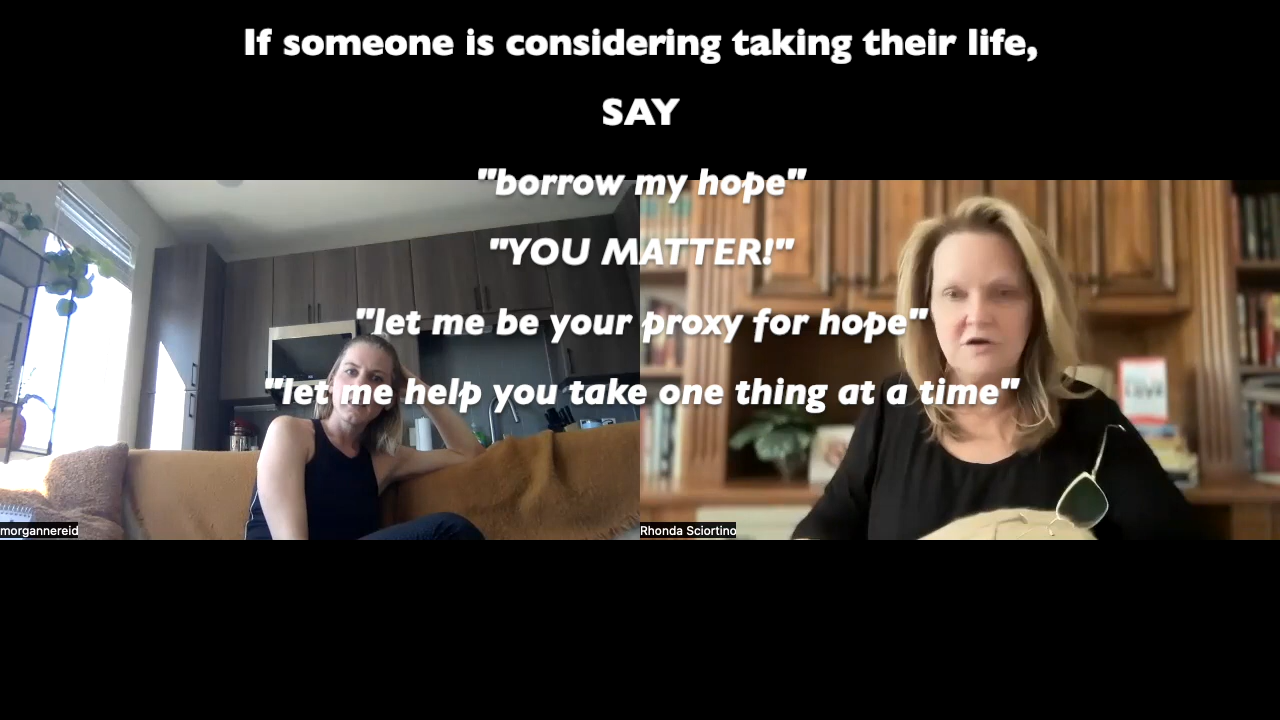 If someone is considering taking their life,
SAY
"borrow my hope"
"YOU MATTER!"
"let me be your proxy for hope"
"let me help you take one thing at a time"
morgannereid
Rhonda Sciortino